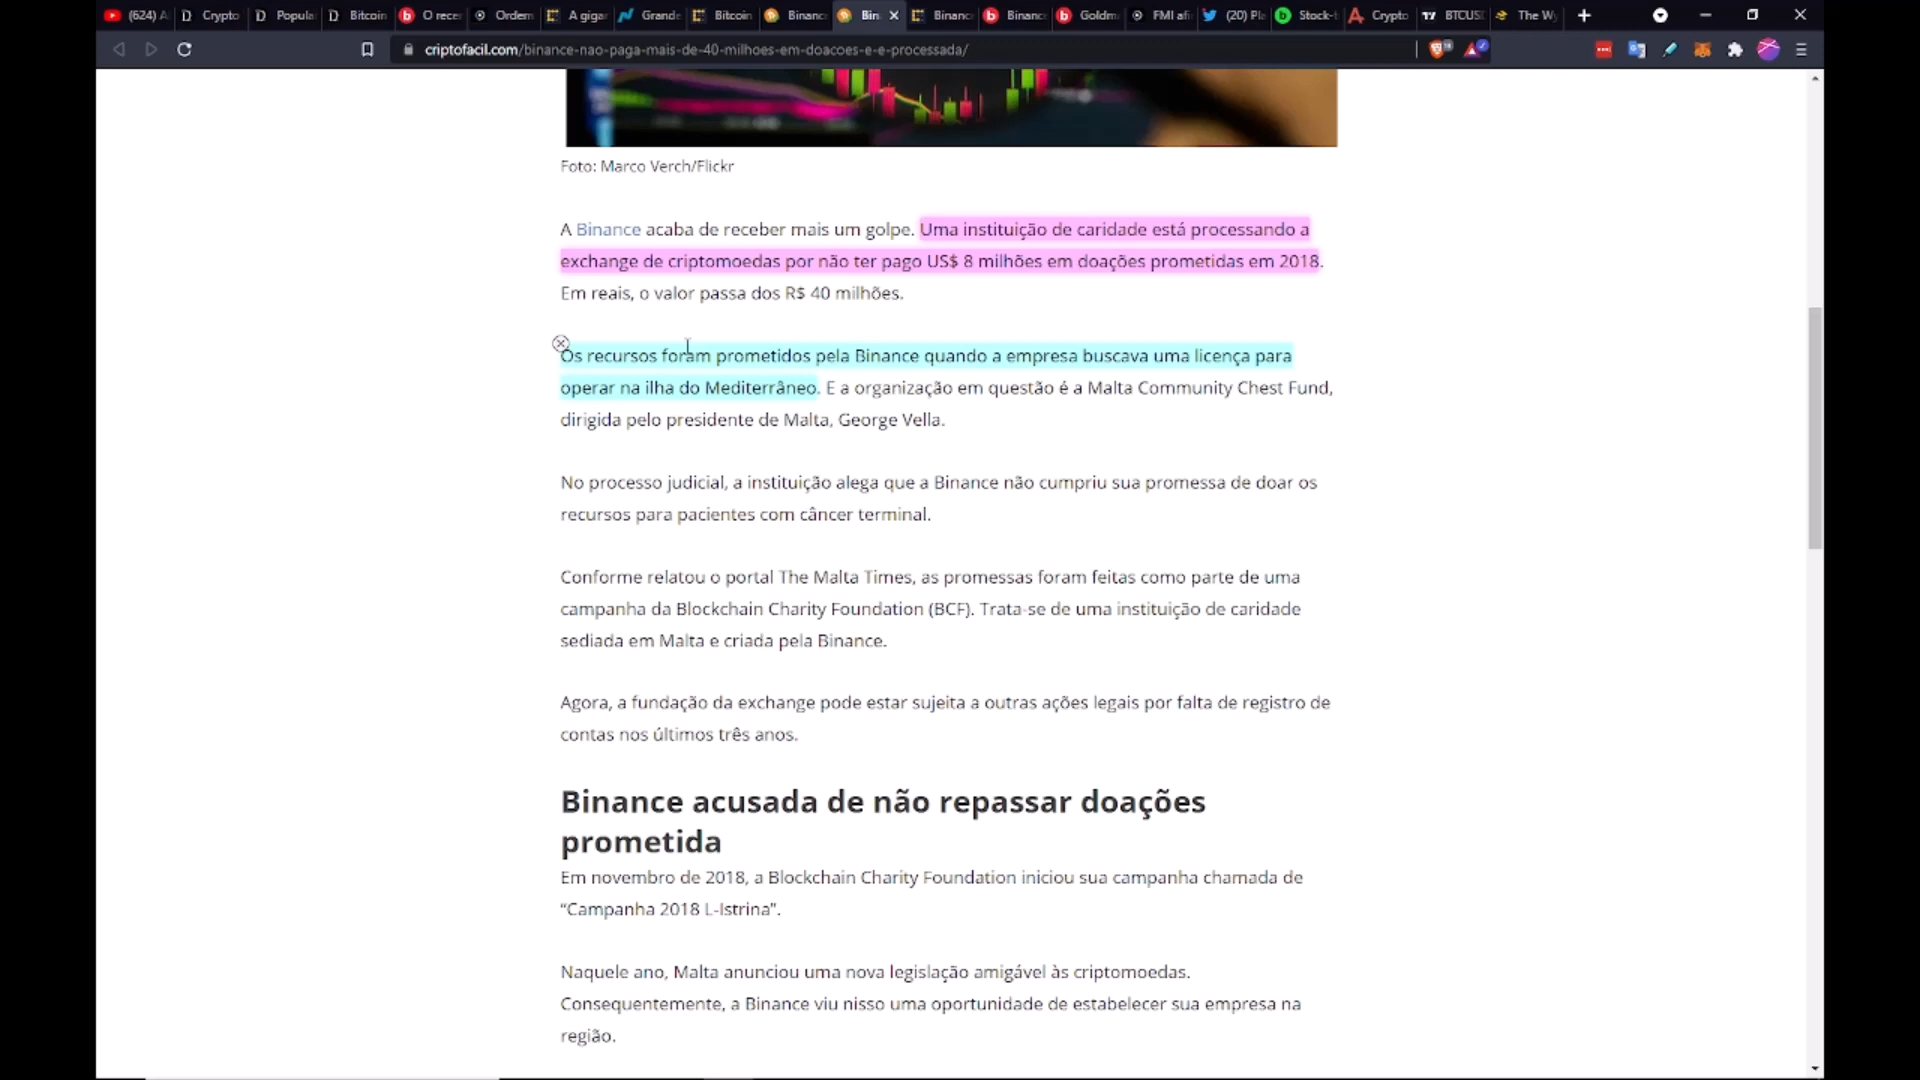 (624) A
Crypto
Popula
Bitcoin
O recer
Ordem
A gigar
Grande
Bitcoin
Binanc
Bin
Binanc
Binanc
Goldm
FMI afi
(20) Pl
Stock-t
Crypto
BTCUS
The W
criptofacil.com/binance-nao-paga-mais-de-40-milhoes-em-doacoes-e-e-processada/
Foto: Marco Verch/Flickr
A Binance acaba de receber mais um golpe. Uma instituição de caridade está processando a
exchange de criptomoedas por não ter pago US$ 8 milhões em doações prometidas em 2018.
Em reais, o valor passa dos R$ 40 milhões.
Os recursos foram prometidos pela Binance quando a empresa buscava uma licença para
operar na ilha do Mediterrâneo. E a organização em questão é a Malta Community Chest Fund,
dirigida pelo presidente de Malta, George Vella.
No processo judicial, a instituição alega que a Binance não cumpriu sua promessa de doar os
recursos para pacientes com câncer terminal.
Conforme relatou o portal The Malta Times, as promessas foram feitas como parte de uma
campanha da Blockchain Charity Foundation (BCF). Trata-se de uma instituição de caridade
sediada em Malta e criada pela Binance.
Agora, a fundação da exchange pode estar sujeita a outras ações legais por falta de registro de
contas nos últimos três anos.
Binance acusada de não repassar doações
prometida
Em novembro de 2018, a Blockchain Charity Foundation iniciou sua campanha chamada de
“Campanha 2018 L-Istrina”.
Naquele ano, Malta anunciou uma nova legislação amigável às criptomoedas.
Consequentemente, a Binance viu nisso uma oportunidade de estabelecer sua empresa na
região.